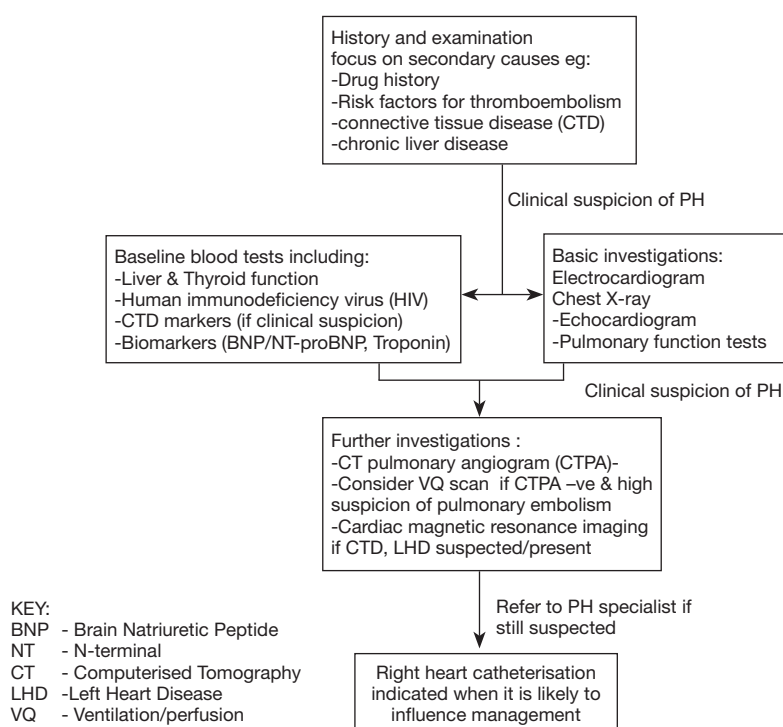 History and examination
focus on secondary causes eg:
-Drug history
-Risk factors for thromboembolism
-connective tissue disease (CTD)
-chronic liver disease
Clinical suspicion of PH
Baseline blood tests including:
-Liver & Thyroid function
-Human immunodeficiency virus (HIV)
-CTD markers (if clinical suspicion)
-Biomarkers (BNP/NT-proBNP, Troponin)
Basic investigations:
Electrocardiogram
Chest X-ray
-Echocardiogram
-Pulmonary function tests
Clinical suspicion of PH
Further investigations :
-CT pulmonary angiogram (CTPA)-
-Consider VQ scan if CTPA –ve & high
suspicion of pulmonary embolism
-Cardiac magnetic resonance imaging
if CTD, LHD suspected/present
Refer to PH specialist if
still suspected
Right heart catheterisation
indicated when it is likely to
influence management
KEY:
BNP - Brain Natriuretic Peptide
NT - N-terminal
CT - Computerised Tomography
LHD -Left Heart Disease
VQ - Ventilation/perfusion